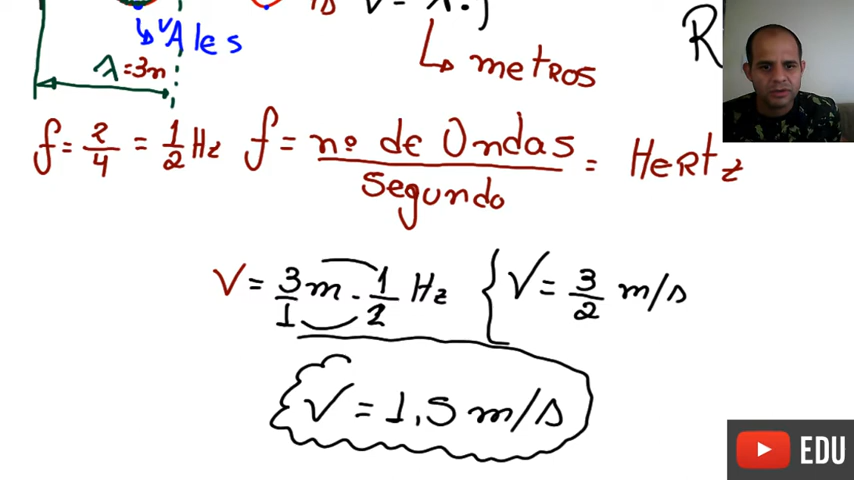 V = λ.f
vAles
R
λ=3m
metRos
f= 2/4 = 1/2 Hz
f= nº de Ondas / Segundo = HeRtz
V= 3m/1 . 1/2 Hz { V= 3/2 m/s
V=1,5 m/s
EDU